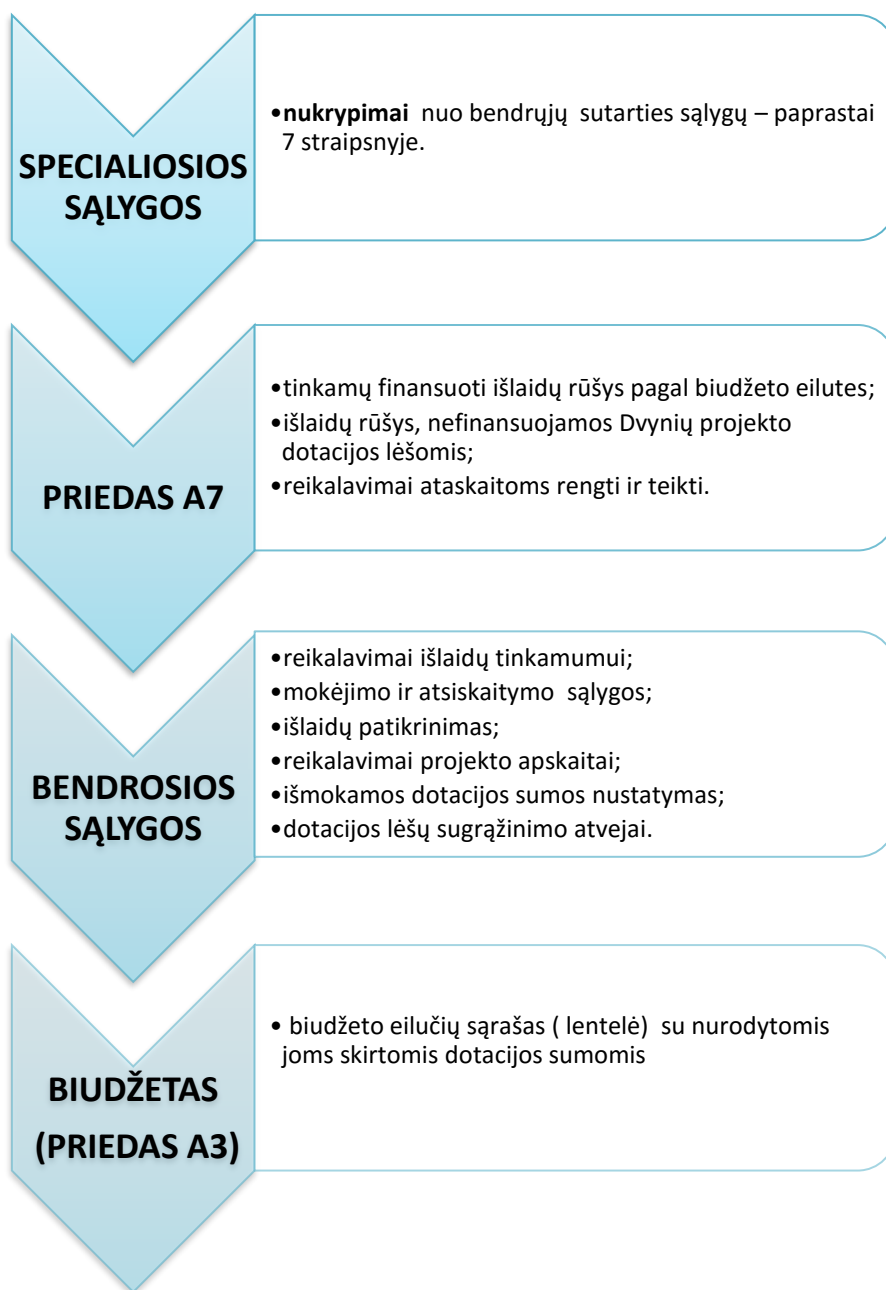 SPECIALIOSIOS
SĄLYGOS
•nukrypimai nuo bendrųjų sutarties sąlygų – paprastai
7 straipsnyje.
PRIEDAS A7
•tinkamų finansuoti išlaidų rūšys pagal biudžeto eilutes;
•išlaidų rūšys, nefinansuojamos Dvynių projekto
dotacijos lėšomis;
•reikalavimai ataskaitoms rengti ir teikti.
BENDROSIOS
SĄLYGOS
•reikalavimai išlaidų tinkamumui;
•mokėjimo ir atsiskaitymo sąlygos;
•išlaidų patikrinimas;
•reikalavimai projekto apskaitai;
•išmokamos dotacijos sumos nustatymas;
•dotacijos lėšų sugrąžinimo atvejai.
BIUDŽETAS
(PRIEDAS A3)
• biudžeto eilučių sąrašas ( lentelė) su nurodytomis
joms skirtomis dotacijos sumomis